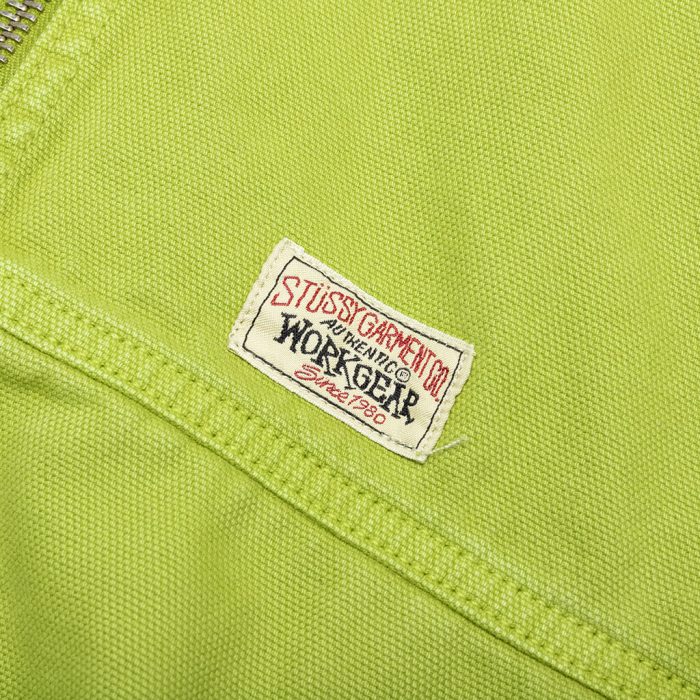 STÜSSY GARMENT CO.
AUTHENTIC
WORKGEAR
Since 1980